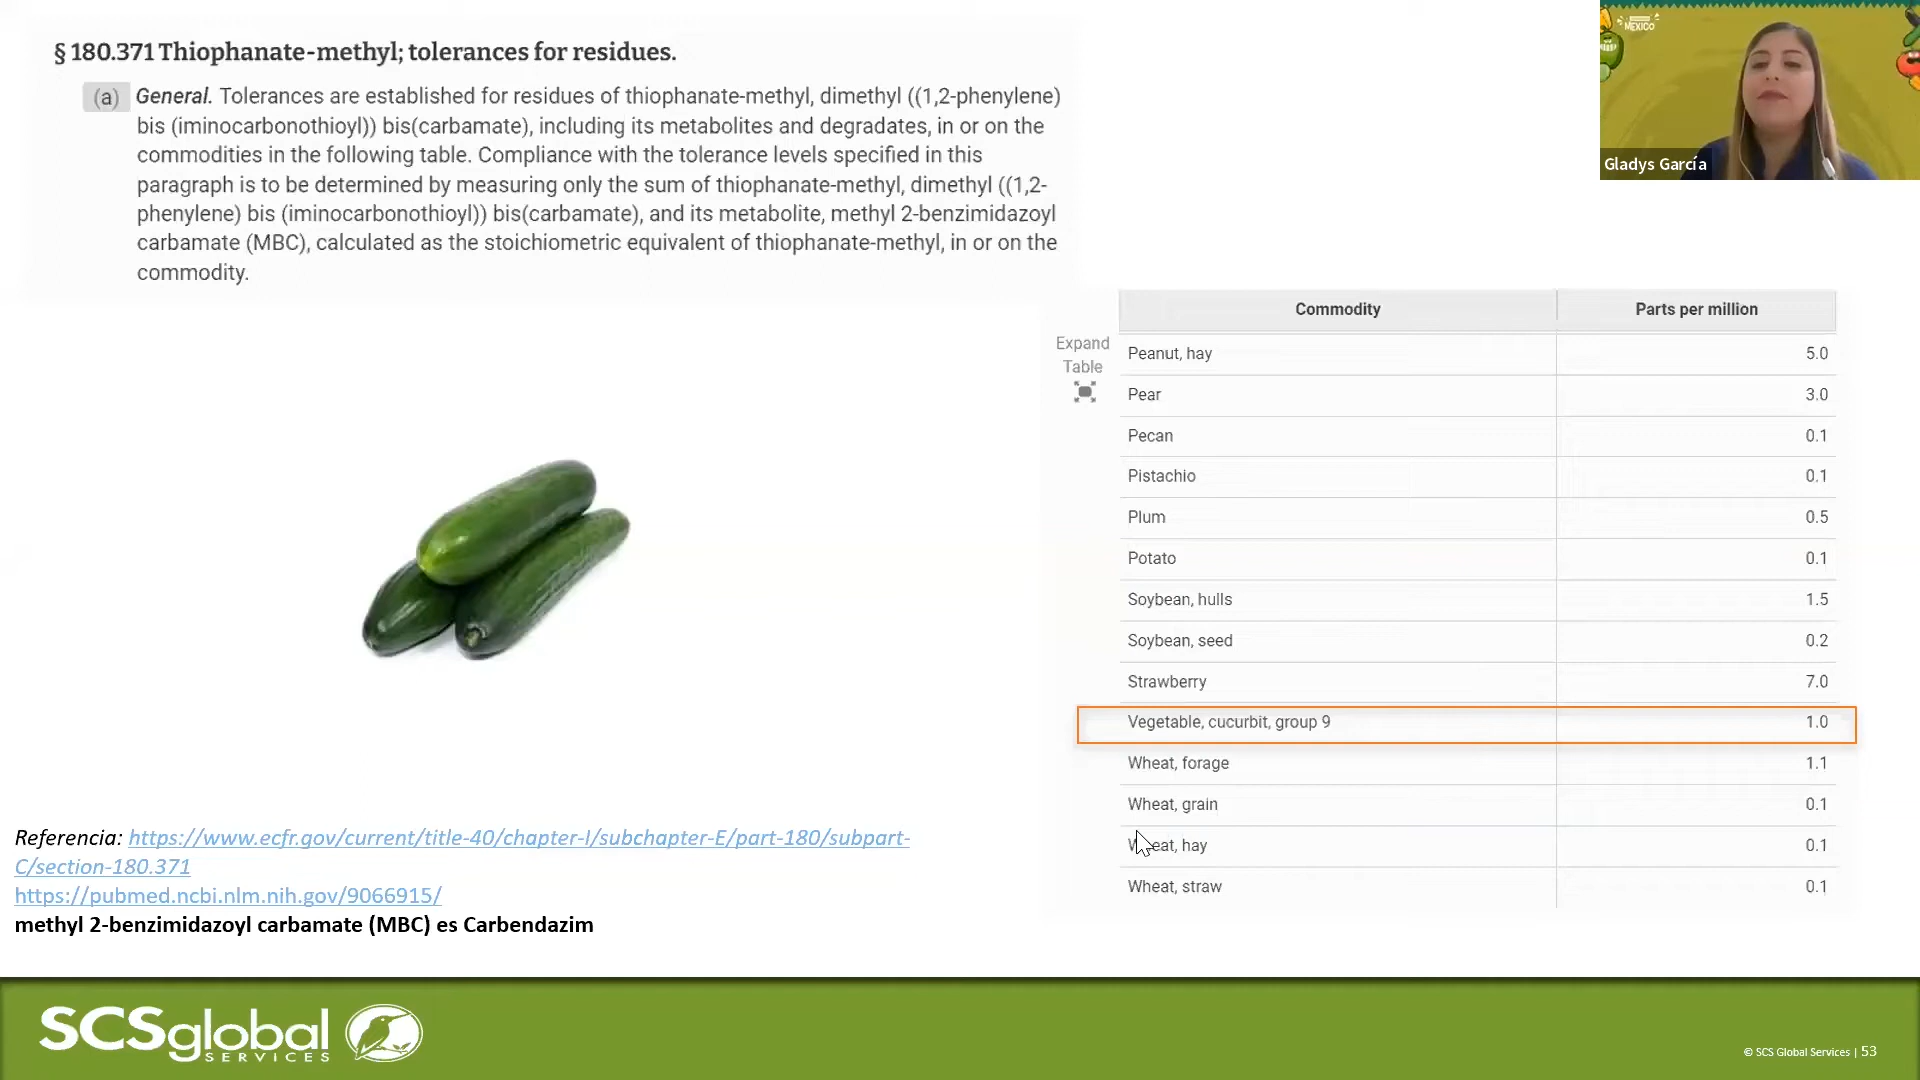 § 180.371 Thiophanate-methyl; tolerances for residues.
(a) General. Tolerances are established for residues of thiophanate-methyl, dimethyl ((1,2-phenylene)
bis (iminocarbonothioyl)) bis(carbamate), including its metabolites and degradates, in or on the
commodities in the following table. Compliance with the tolerance levels specified in this
paragraph is to be determined by measuring only the sum of thiophanate-methyl, dimethyl ((1,2-
phenylene) bis (iminocarbonothioyl)) bis(carbamate), and its metabolite, methyl 2-benzimidazoyl
carbamate (MBC), calculated as the stoichiometric equivalent of thiophanate-methyl, in or on the
commodity.
MÉXICO
Gladys García
Expand
Table
Commodity Parts per million
Peanut, hay 5.0
Pear 3.0
Pecan 0.1
Pistachio 0.1
Plum 0.5
Potato 0.1
Soybean, hulls 1.5
Soybean, seed 0.2
Strawberry 7.0
Vegetable, cucurbit, group 9 1.0
Wheat, forage 1.1
Wheat, grain 0.1
Wheat, hay 0.1
Wheat, straw 0.1
Referencia: https://www.ecfr.gov/current/title-40/chapter-I/subchapter-E/part-180/subpart-
C/section-180.371
https://pubmed.ncbi.nlm.nih.gov/9066915/
methyl 2-benzimidazoyl carbamate (MBC) es Carbendazim
SCSglobal
SERVICES
© SCS Global Services | 53